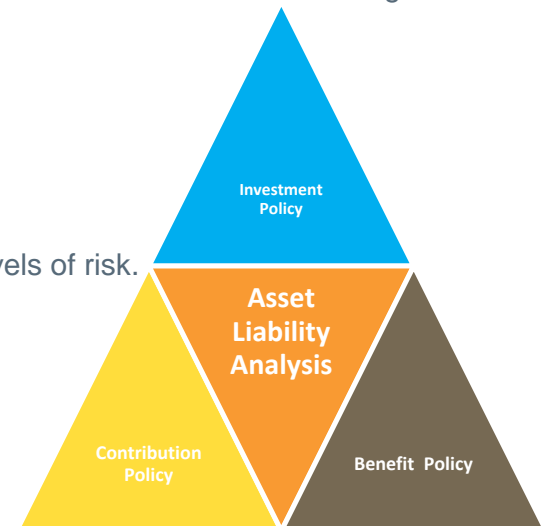 Investment
Policy
vels of risk.
Asset
Liability
Analysis
Contribution
Policy
Benefit Policy